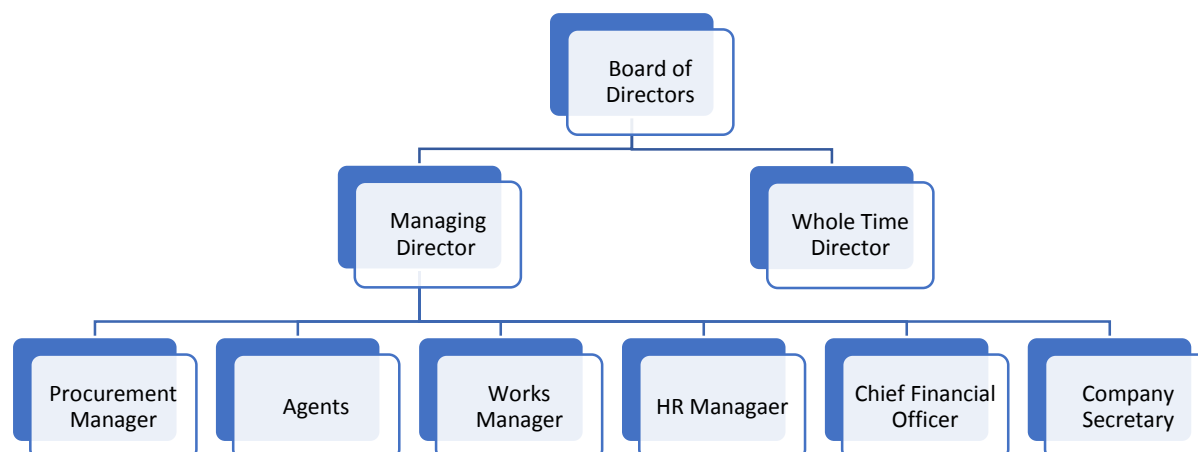 Board of
Directors
Managing
Director
Whole Time
Director
Procurement
Manager
Agents
Works
Manager
HR Managaer
Chief Financial
Officer
Company
Secretary